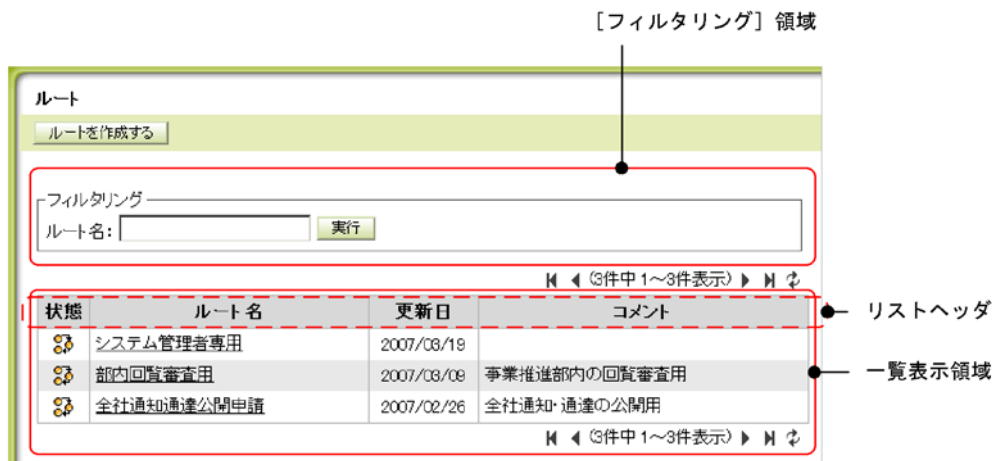 ［フィルタリング］領域
ルート
ルートを作成する
フィルタリング
ルート名: 実行
(3件中 1～3件表示)
状態 ルート名 更新日 コメント
リストヘッダ
システム管理者専用 2007/03/19
部内回覧審査用 2007/03/09 事業推進部内の回覧審査用
一覧表示領域
全社通知通達公開申請 2007/02/26 全社通知・通達の公開用
(3件中 1～3件表示)